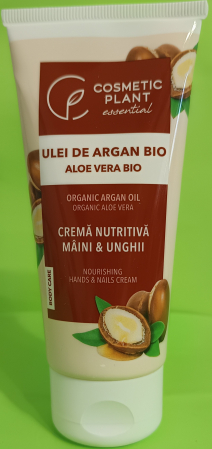 COSMETIC
PLANT
essential
ULEI DE ARGAN BIO
ALOE VERA BIO
ORGANIC ARGAN OIL
ORGANIC ALOE VERA
CREMĂ NUTRITIVĂ
MÂINI & UNGHII
NOURISHING
HANDS & NAILS CREAM
BODY CARE